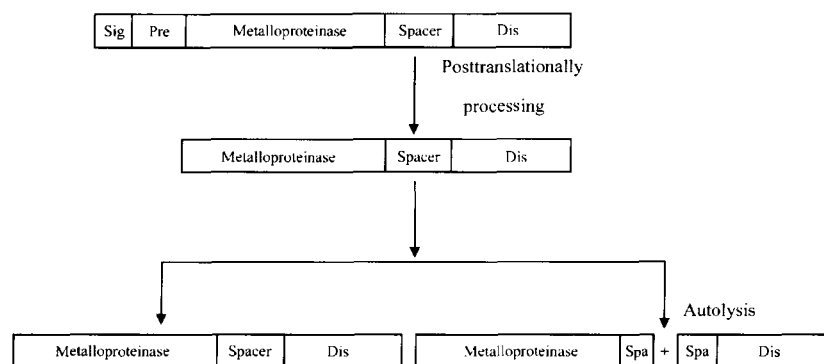 Sig Pre Metalloproteinase Spacer Dis
Posttranslationally
processing
Metalloproteinase Spacer Dis
Autolysis
Metalloproteinase Spacer Dis Metalloproteinase Spa + Spa Dis